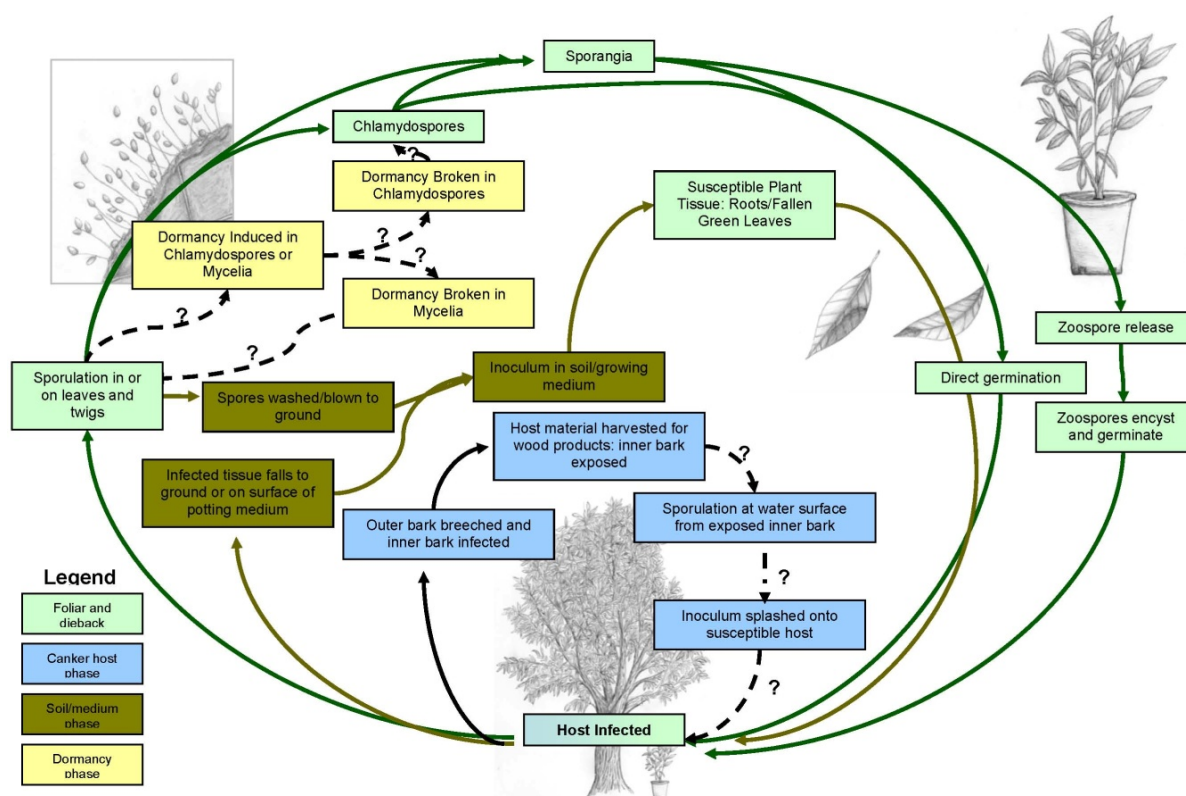 Sporangia
Chlamydospores
?
Dormancy Broken in
Chlamydospores
Susceptible Plant
Tissue: Roots/Fallen
Green Leaves
Dormancy Induced in
Chlamydospores or
Mycelia
?
?
Dormancy Broken in
Mycelia
?
?
Zoospore release
Sporulation in or
on leaves and
twigs
Spores washed/blown to
ground
Inoculum in soil/growing
medium
Direct germination
Zoospores encyst
and germinate
Host material harvested for
wood products: inner bark
exposed
?
Infected tissue falls to
ground or on surface of
potting medium
Outer bark breeched and
inner bark infected
Sporulation at water surface
from exposed inner bark
?
Inoculum splashed onto
susceptible host
?
Host Infected
Legend
Foliar and
dieback
Canker host
phase
Soil/medium
phase
Dormancy
phase